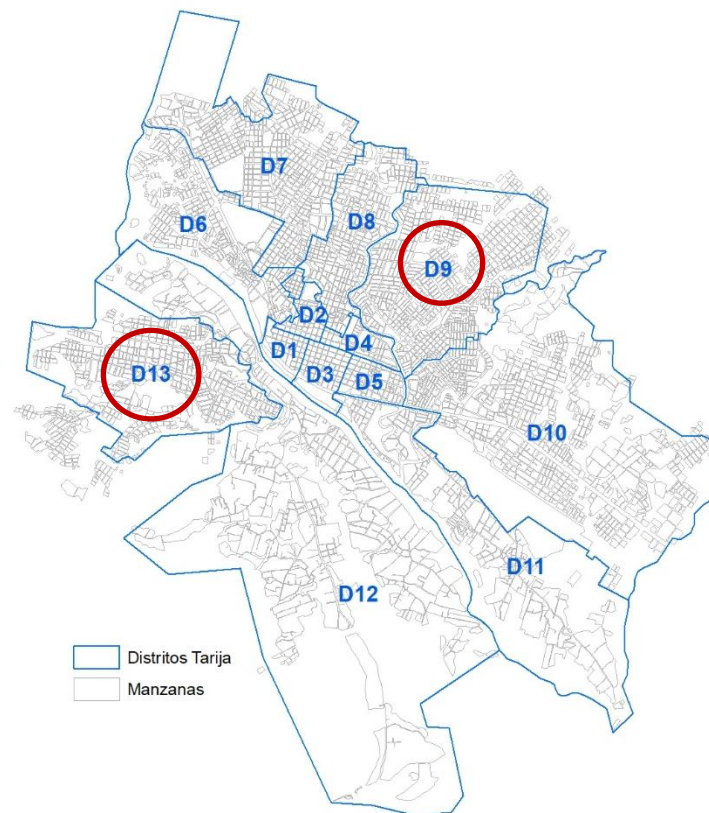 D7
D8
D6
D9
D2
D1
D4
D13
D3
D5
D10
D11
D12
Distritos Tarija
Manzanas